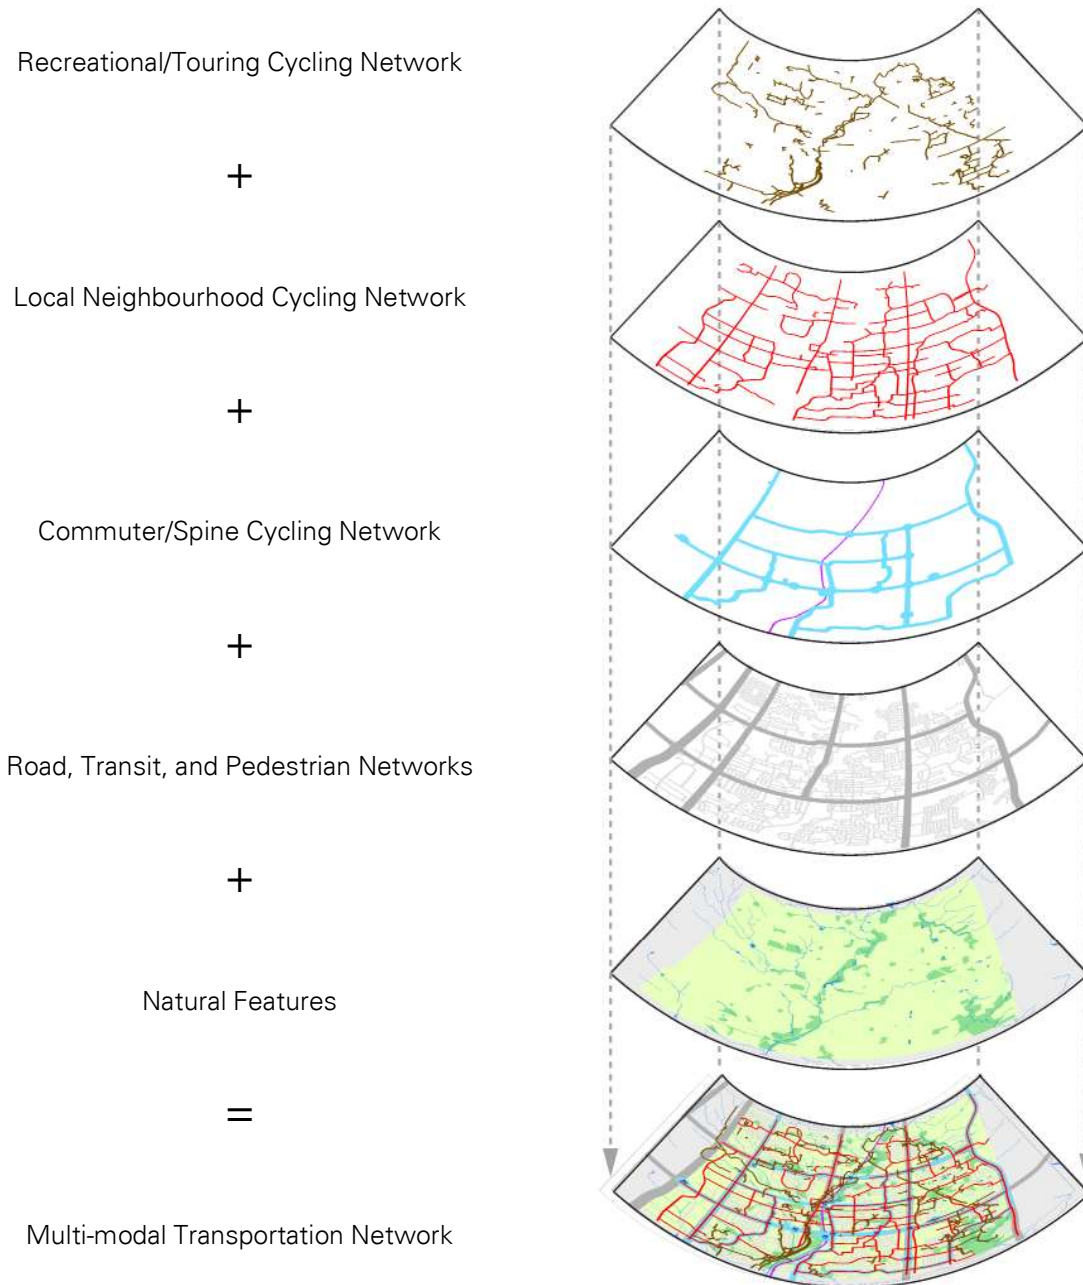 Recreational/Touring Cycling Network
+
Local Neighbourhood Cycling Network
+
Commuter/Spine Cycling Network
+
Road, Transit, and Pedestrian Networks
+
Natural Features
=
Multi-modal Transportation Network